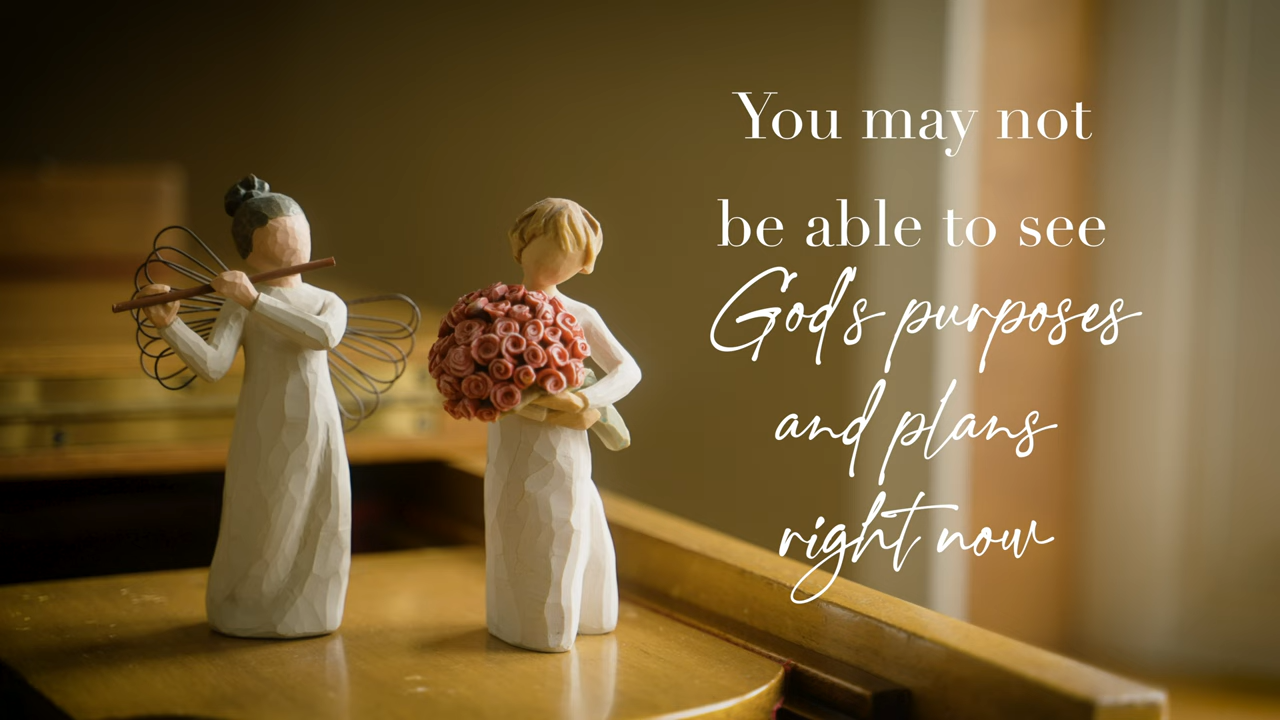 You may not
be able to see
God's purposes
and plans
right now